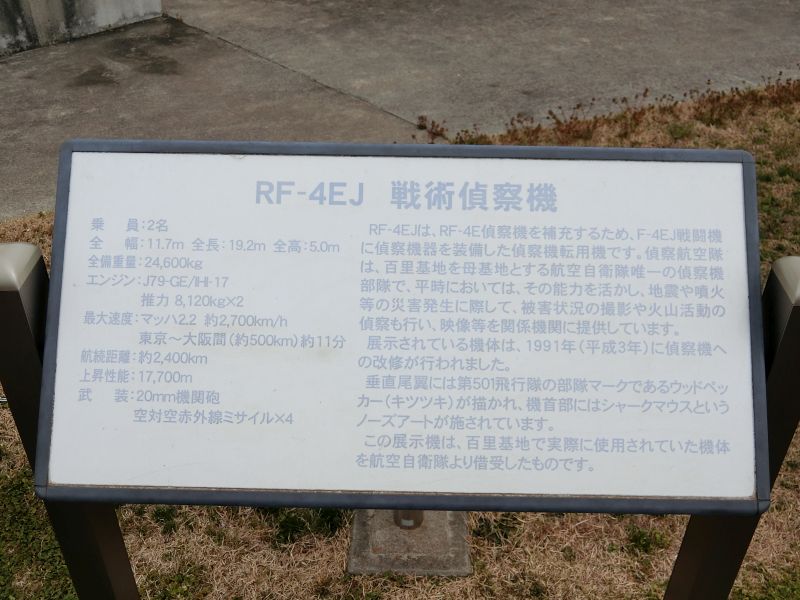 RF-4EJ 戦術偵察機
乗　員：2名
全　幅：11.7m 全長：19.2m 全高：5.0m
全備重量：24,600kg
エンジン：J79-GE/IHI-17
推力 8,120kg×2
最大速度：マッハ2.2 約2,700km/h
東京～大阪間（約500km）約11分
航続距離：約2,400km
上昇性能：17,700m
武　装：20mm機関砲
空対空赤外線ミサイル×4
RF-4EJは、RF-4E偵察機を補充するため、F-4EJ戦闘機
に偵察機器を装備した偵察機転用機です。偵察航空隊
は、百里基地を母基地とする航空自衛隊唯一の偵察機
部隊で、平時においては、その能力を活かし、地震や噴火
等の災害発生に際して、被害状況の撮影や火山活動の
偵察も行い、映像等を関係機関に提供しています。
展示されている機体は、1991年（平成3年）に偵察機へ
の改修が行われました。
垂直尾翼には第501飛行隊の部隊マークであるウッドペッ
カー（キツツキ）が描かれ、機首部にはシャークマウスという
ノーズアートが施されています。
この展示機は、百里基地で実際に使用されていた機体
を航空自衛隊より借受したものです。